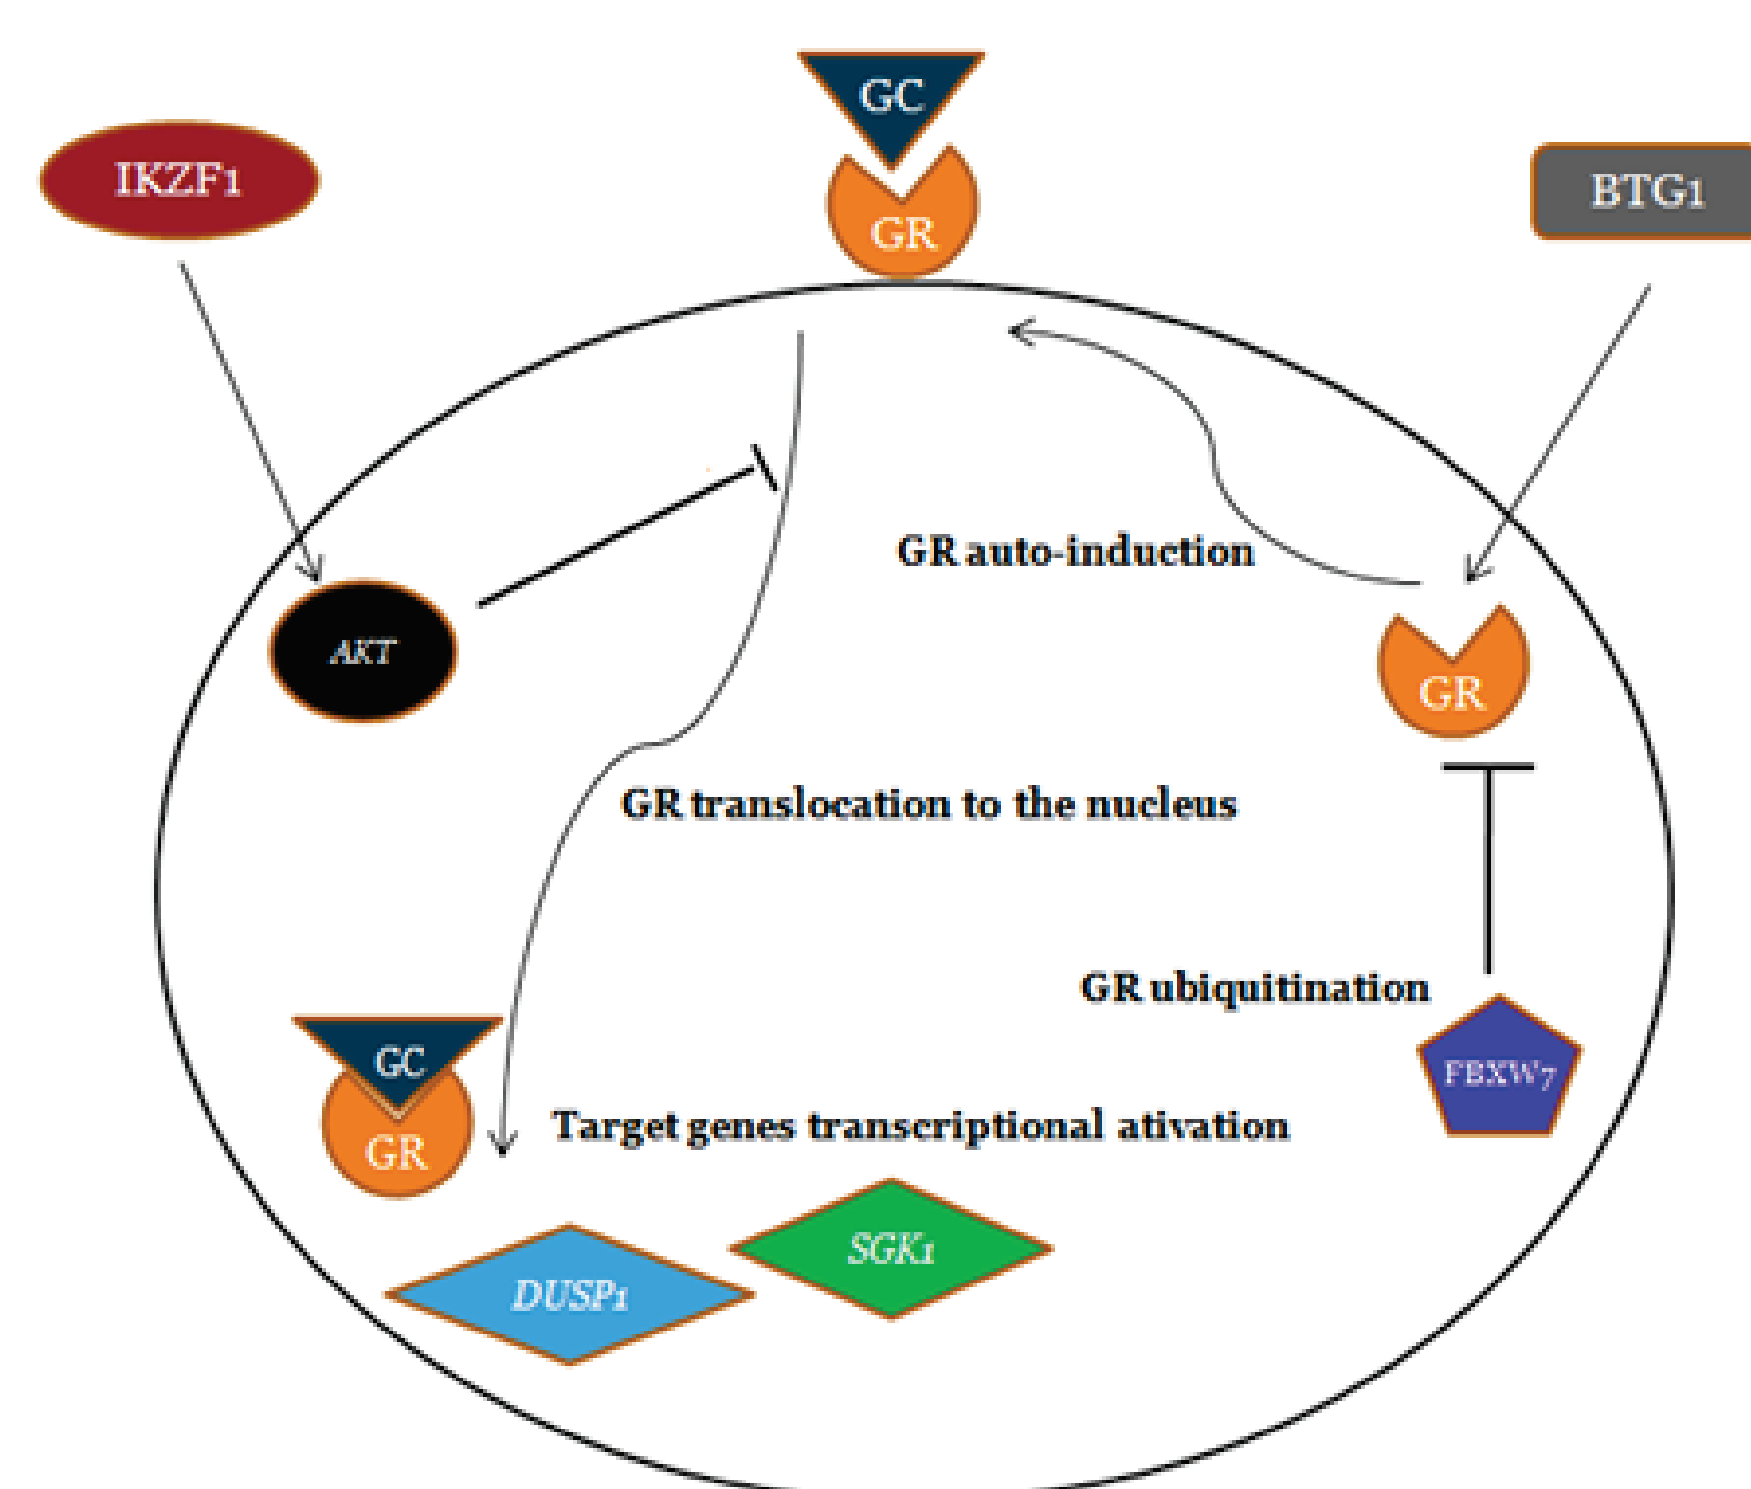 GC
IKZF1
BTG1
GR
GR auto-induction
AKT
GR
GR translocation to the nucleus
GR ubiquitination
GC
FBXW7
Target genes transcriptional ativation
GR
SGK1
DUSP1